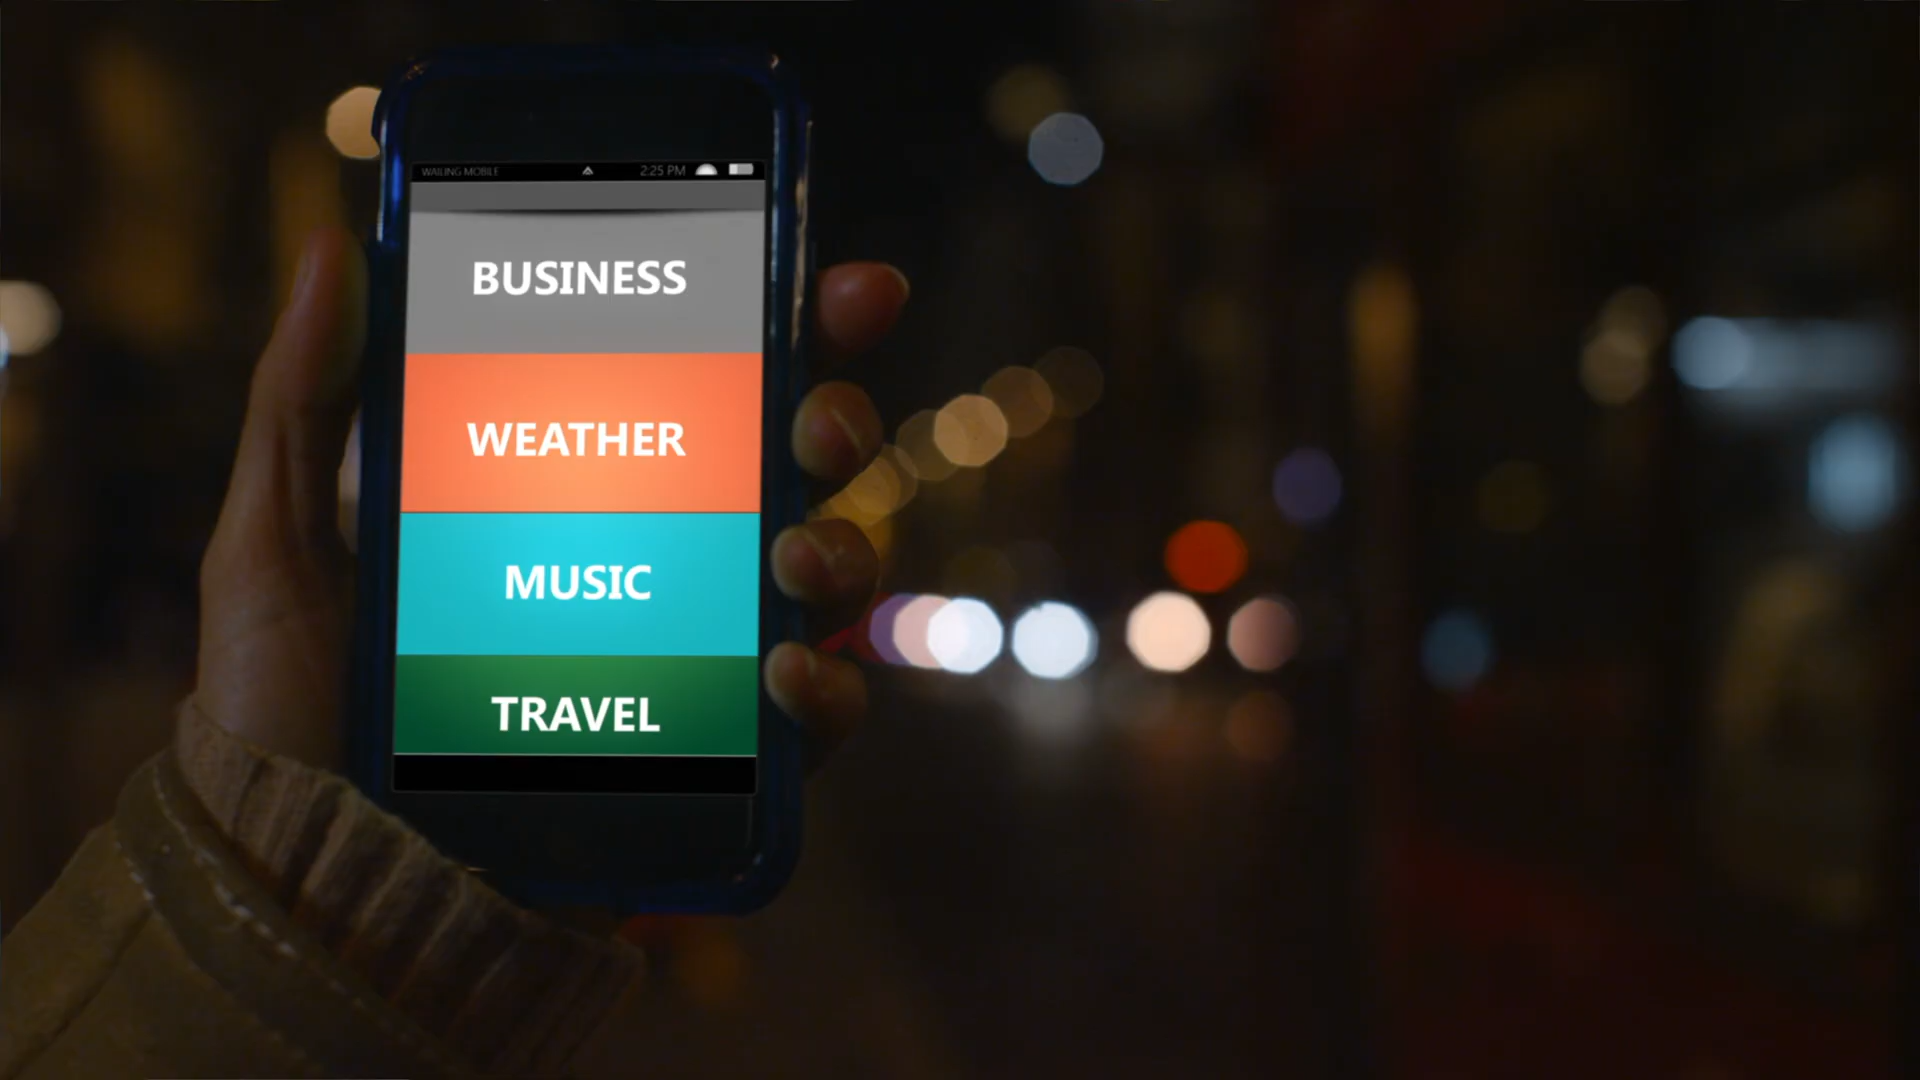 WAILING MOBILE 2:25 PM
BUSINESS
WEATHER
MUSIC
TRAVEL